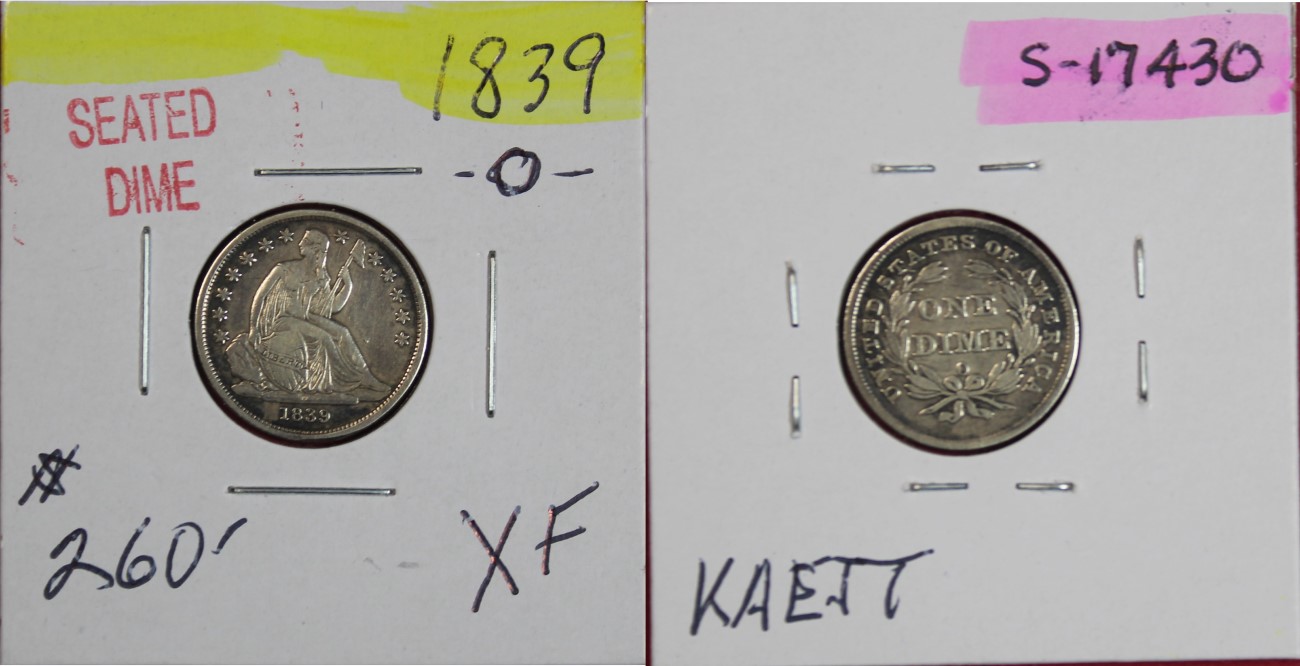 1839
SEATED
DIME
-O-
LIBERTY
1839
$
260
XF
S-17430
UNITED STATES OF AMERICA
ONE
DIME
O
KAETT